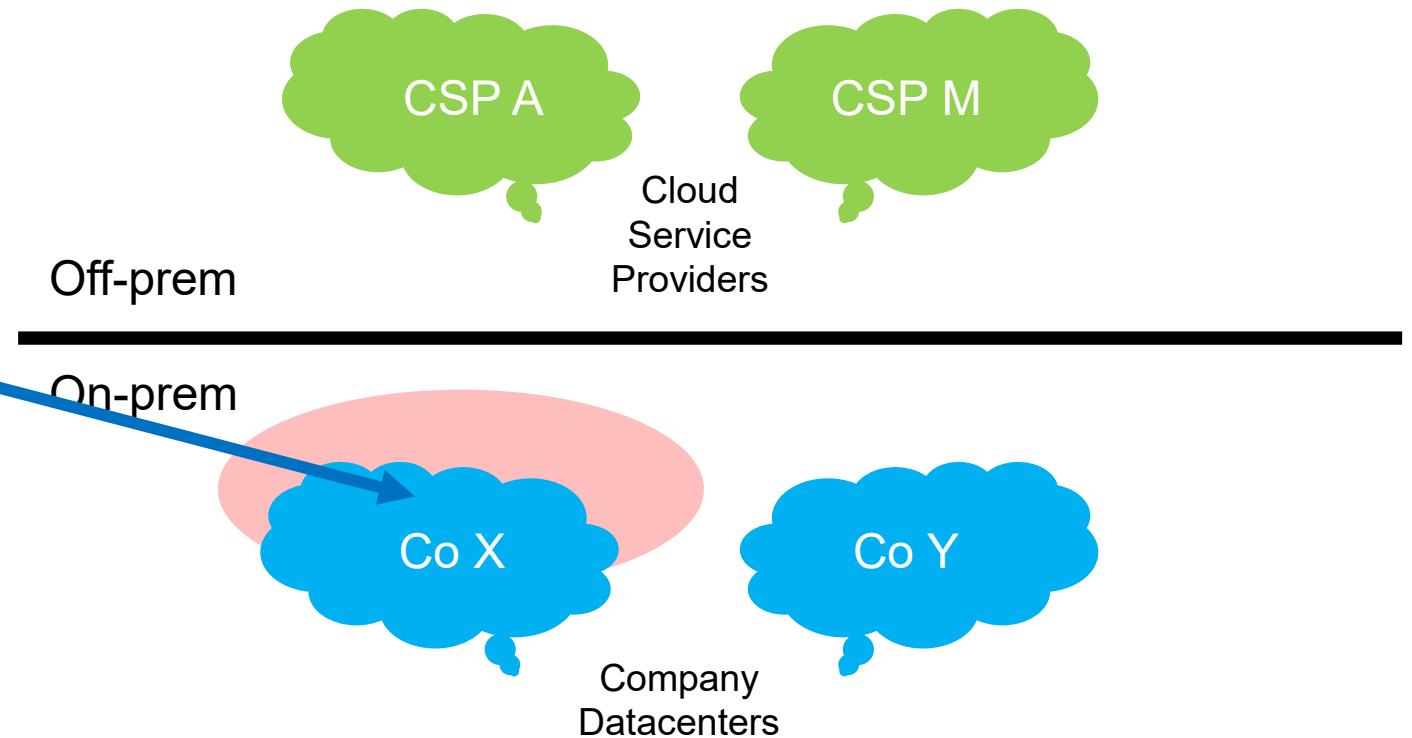 CSP A
CSP M
Cloud
Service
Providers
Off-prem
On-prem
Co X
Co Y
Company
Datacenters